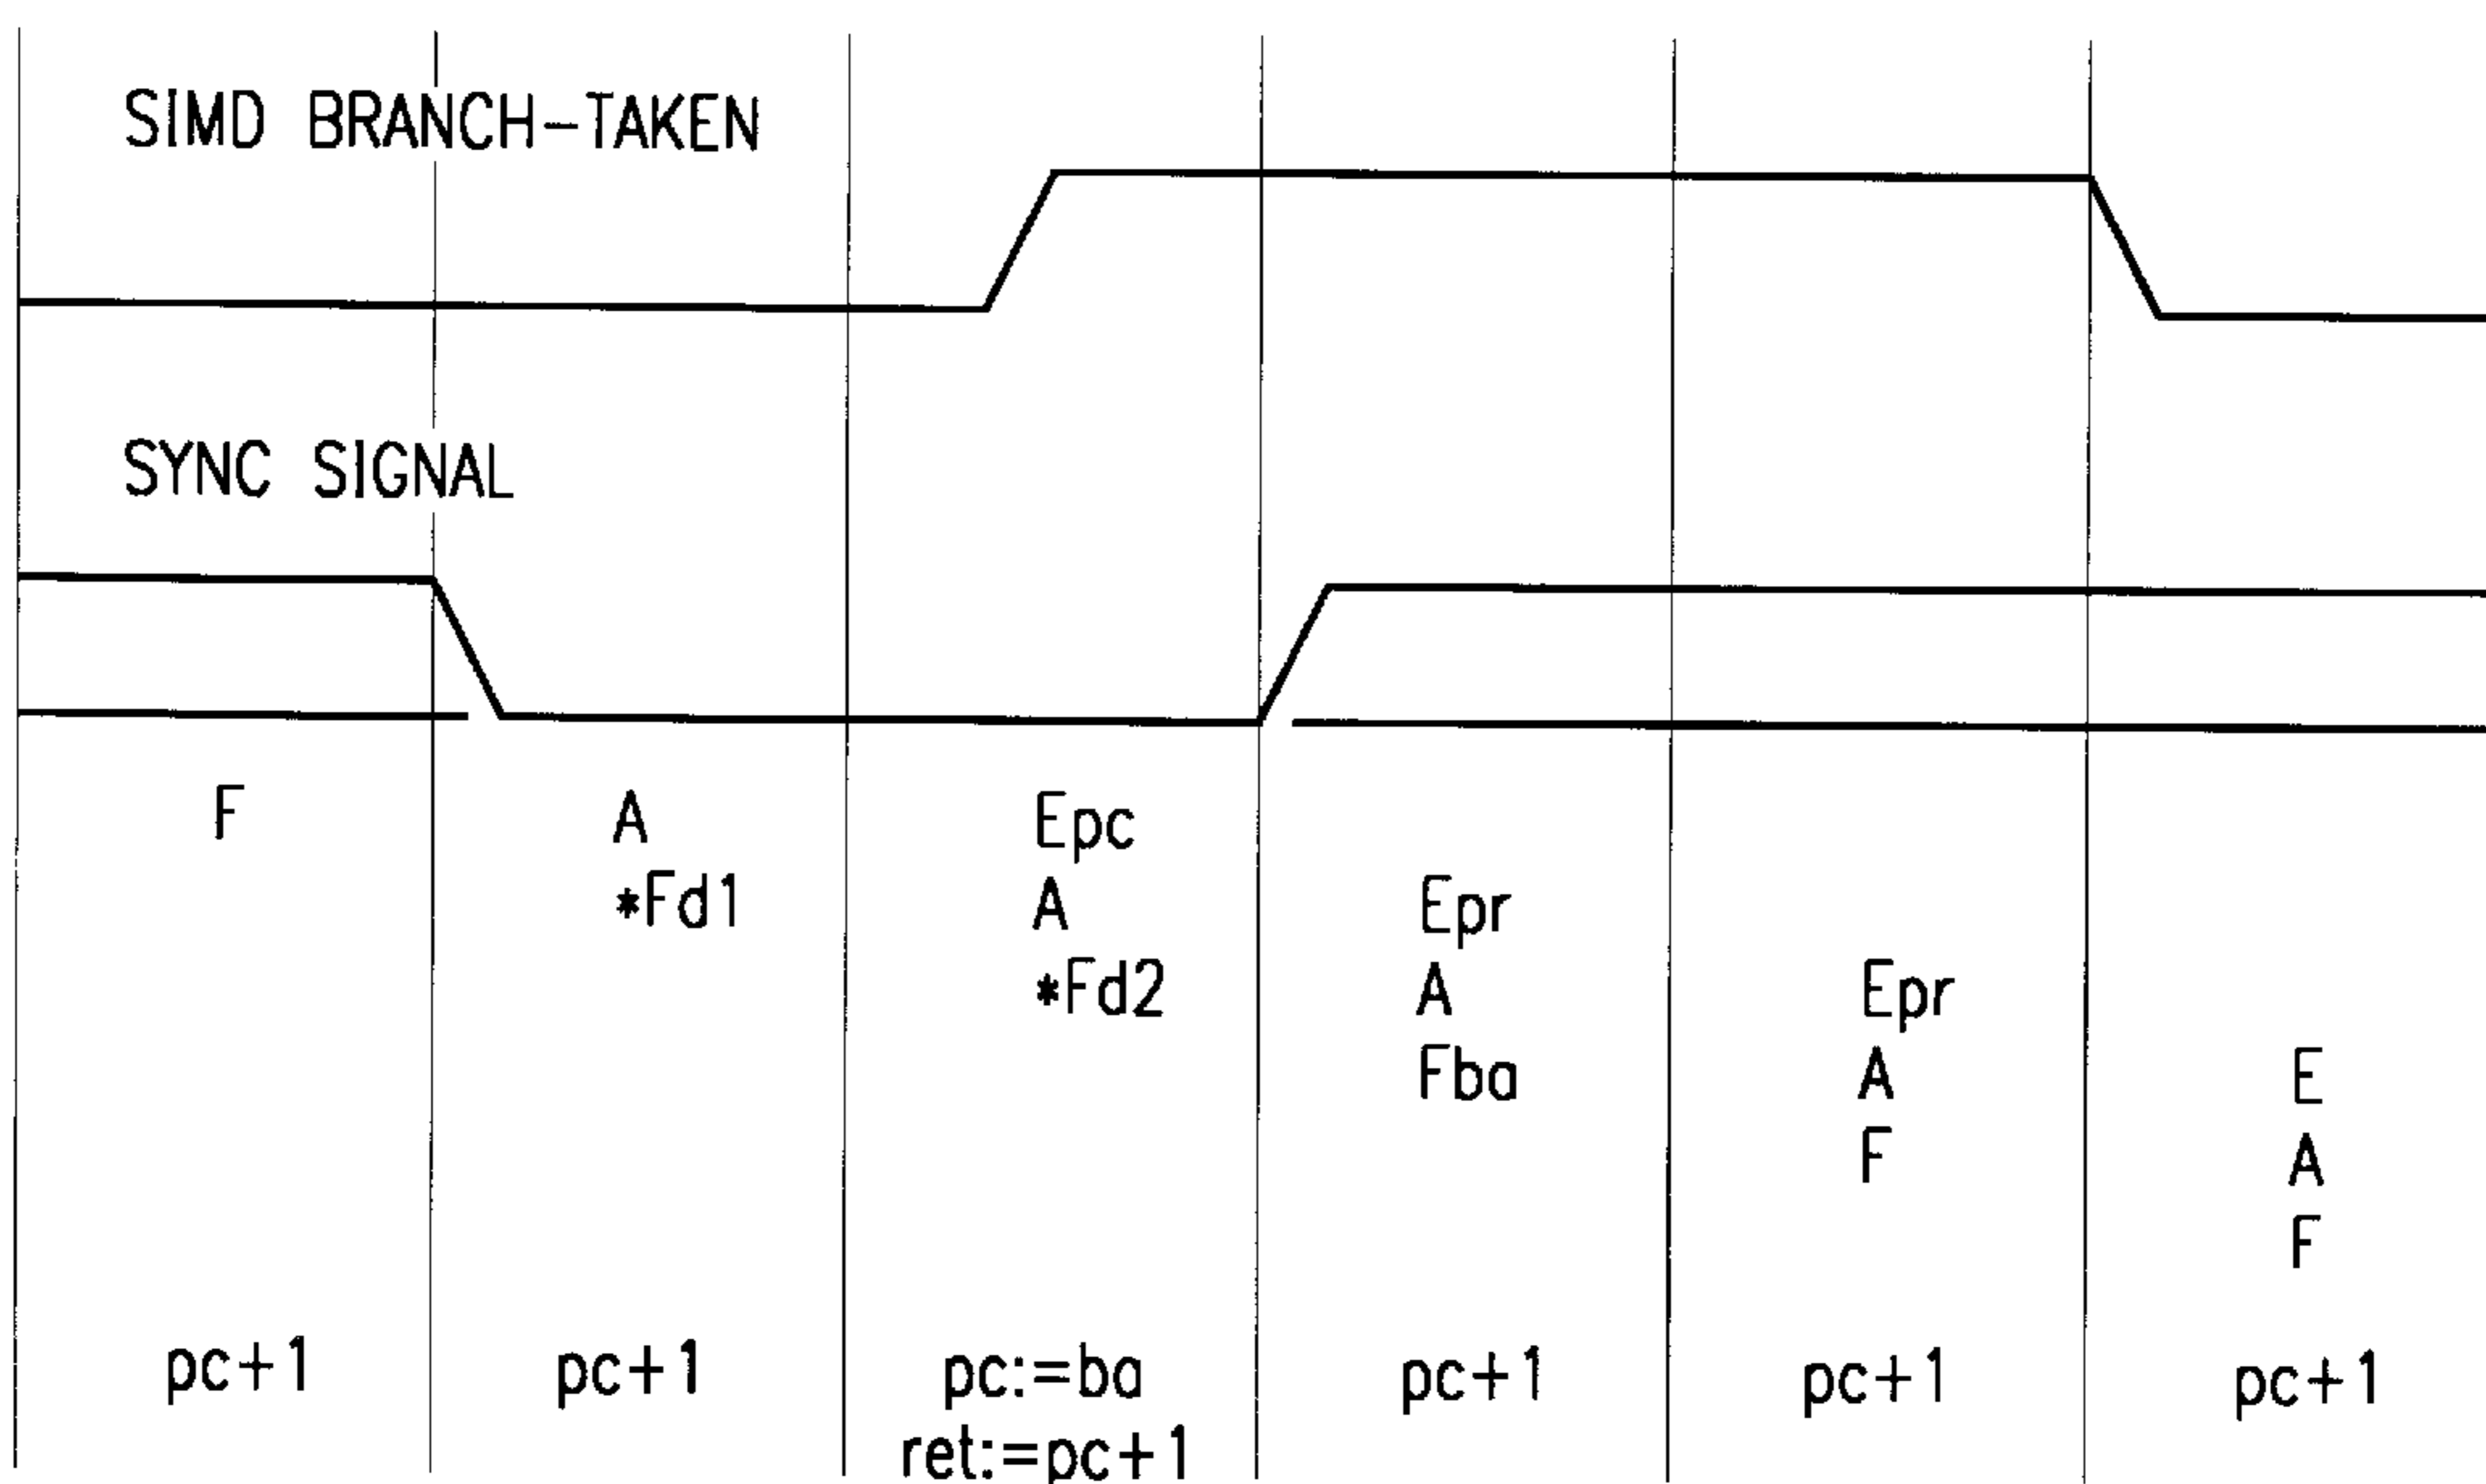 SIMD BRANCH-TAKEN
SYNC SIGNAL
F
A
*Fd1
Epc
A
*Fd2
Epr
A
Fba
Epr
A
F
E
A
F
pc+1
pc+1
pc:=ba
ret:=pc+1
pc+1
pc+1
pc+1